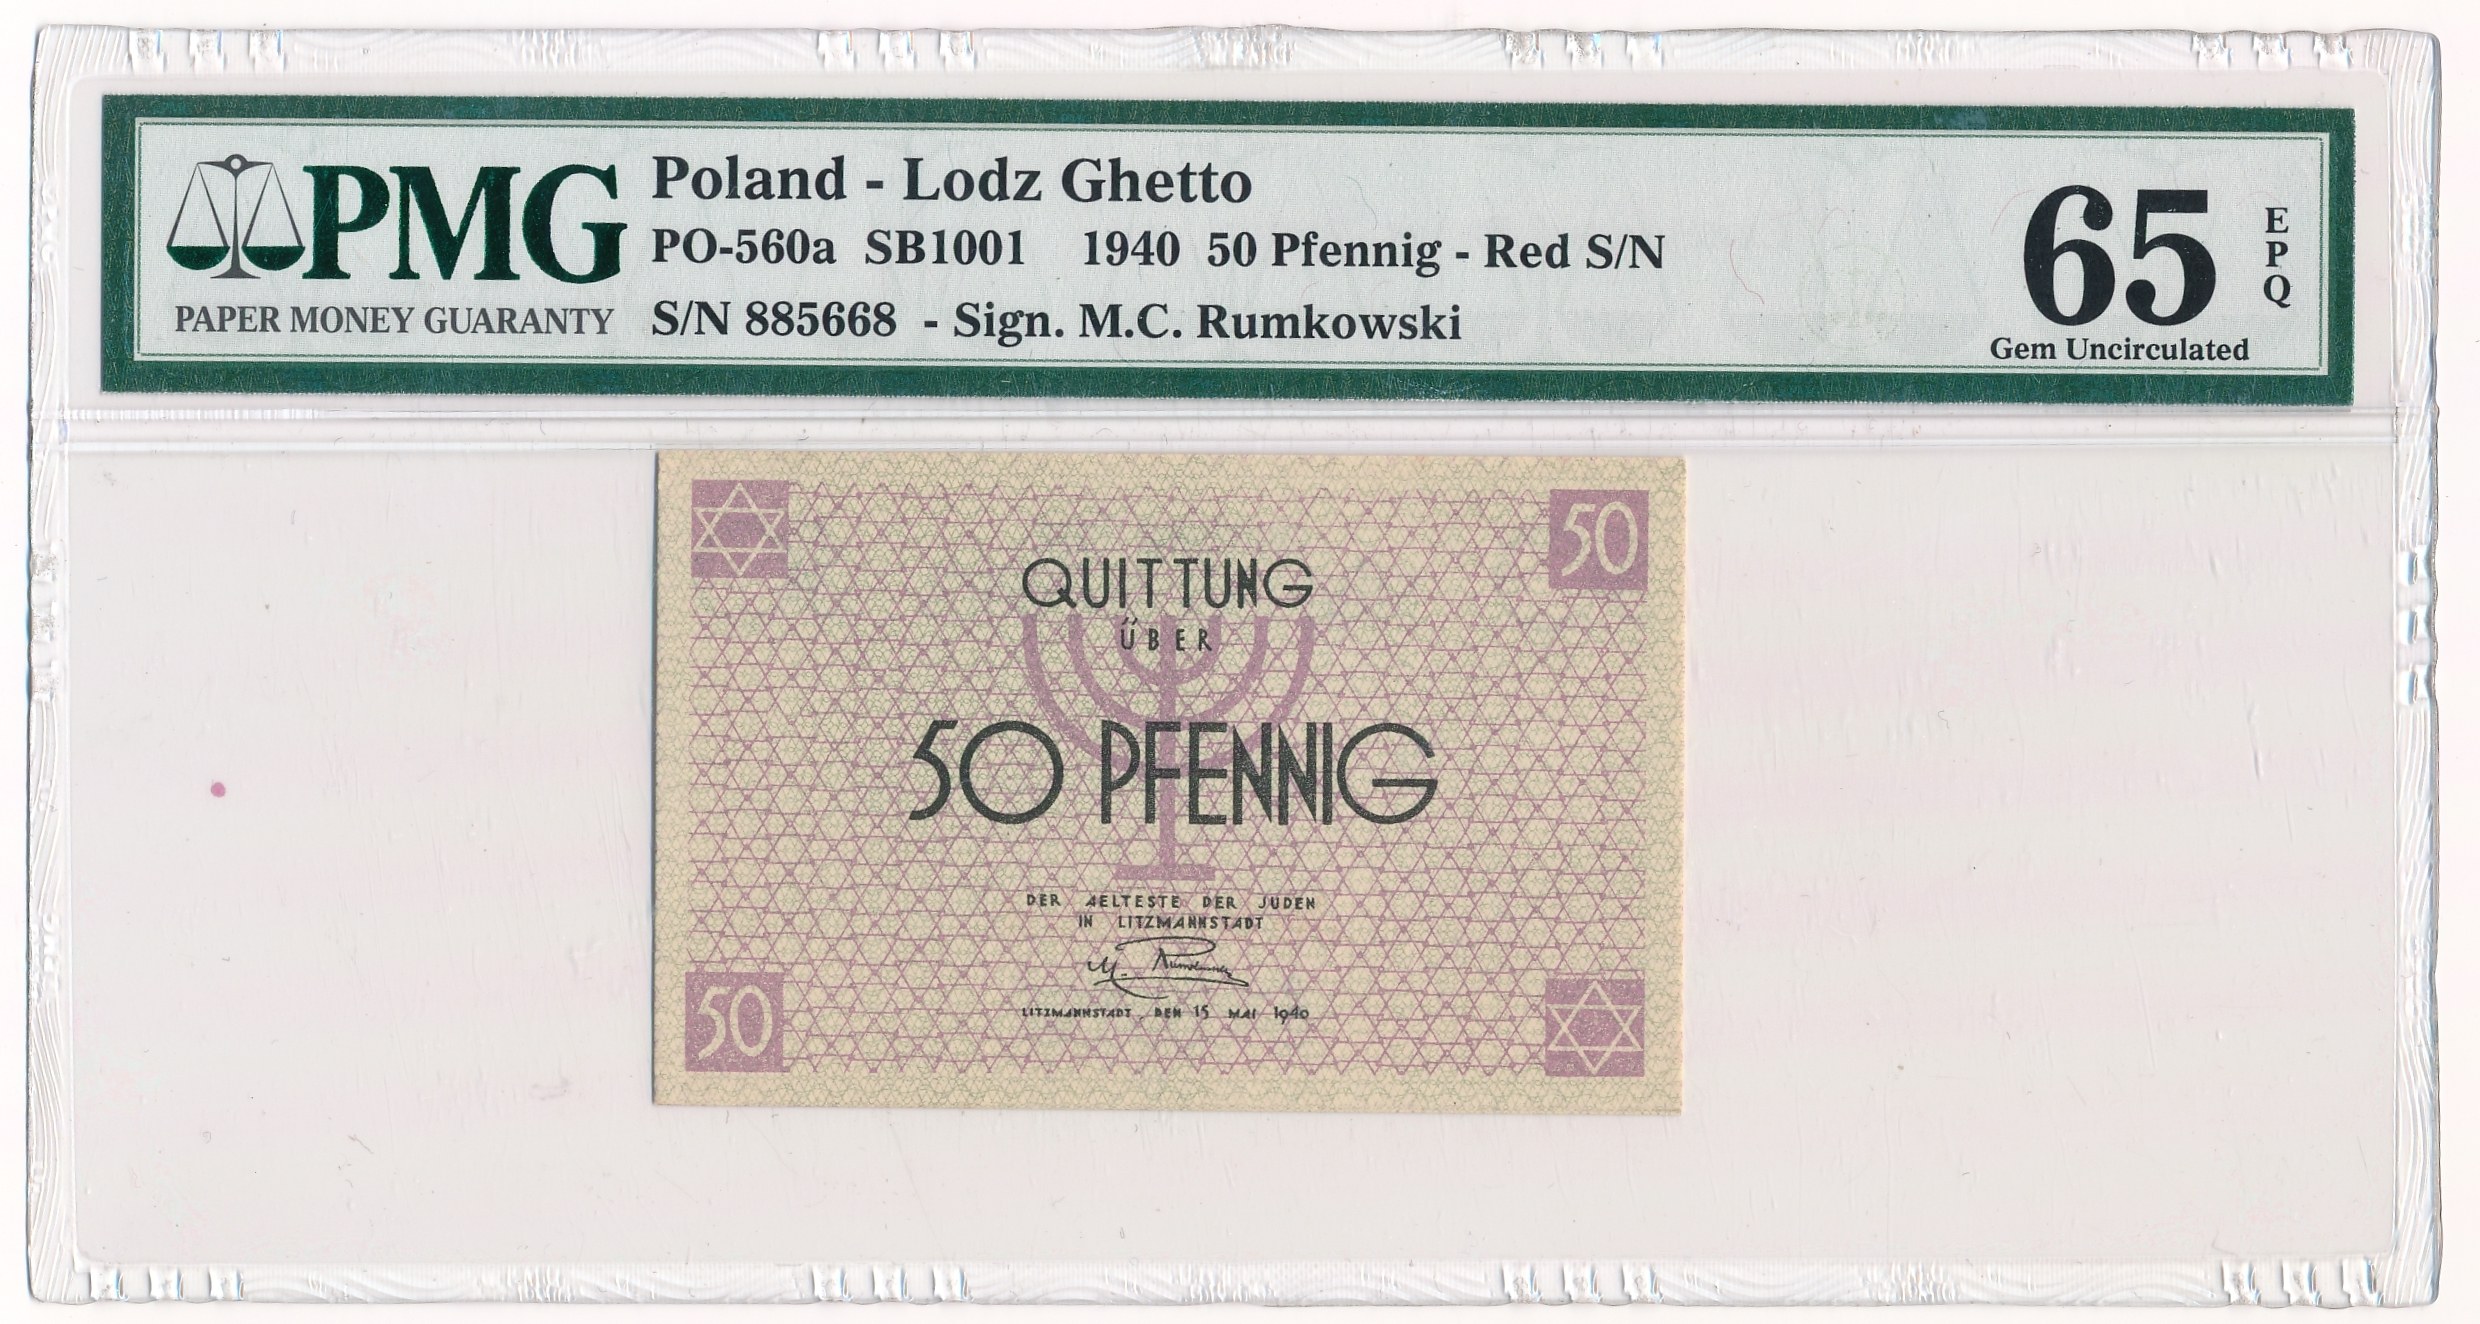 PMG
PAPER MONEY GUARANTY
Poland - Lodz Ghetto
PO-560a SB1001 1940 50 Pfennig - Red S/N
S/N 885668 - Sign. M.C. Rumkowski
65
EPQ
Gem Uncirculated
50
QUITTUNG
ÜBER
50 PFENNIG
DER AELTESTE DER JUDEN
IN LITZMANNSTADT
M. Rumkowski
LITZMANNSTADT, DEN 15 MAI 1940
50